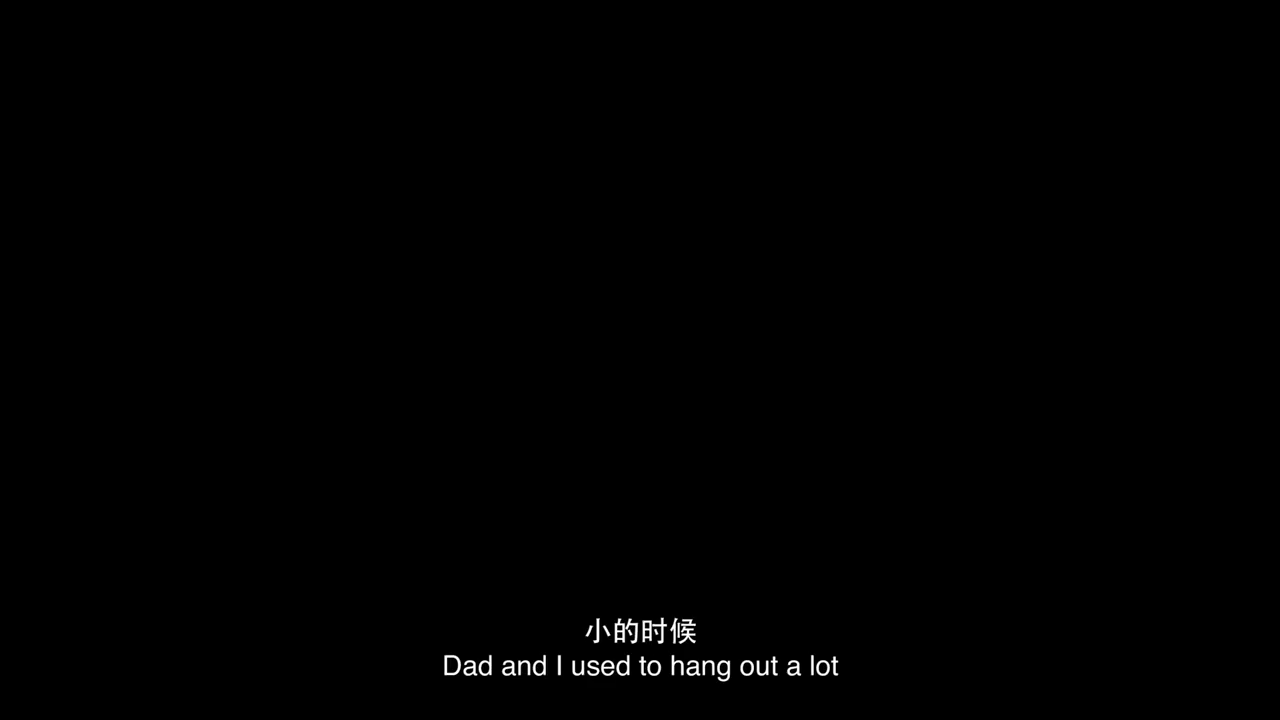 小的时候
Dad and I used to hang out a lot